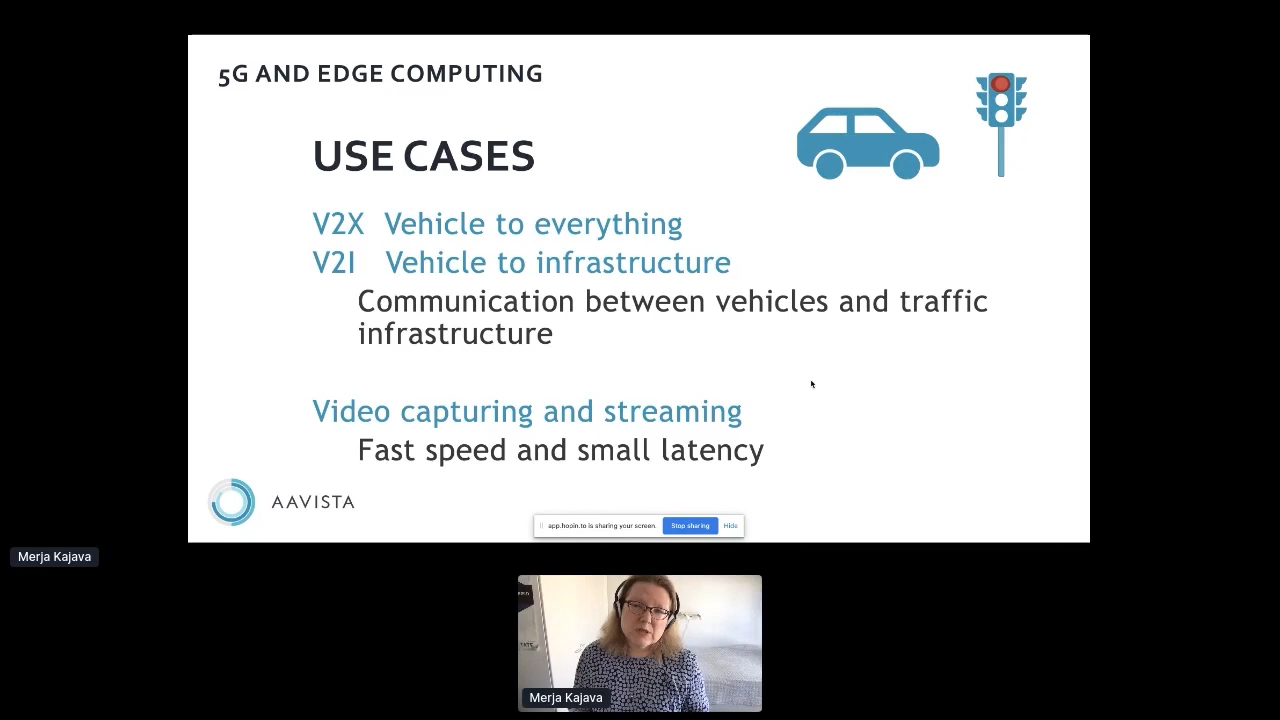 5G AND EDGE COMPUTING
USE CASES
V2X Vehicle to everything
V2I Vehicle to infrastructure
Communication between vehicles and traffic
infrastructure
Video capturing and streaming
Fast speed and small latency
AAVISTA
app.hopin.to is sharing your screen.
Stop sharing
Hide
Merja Kajava
Merja Kajava